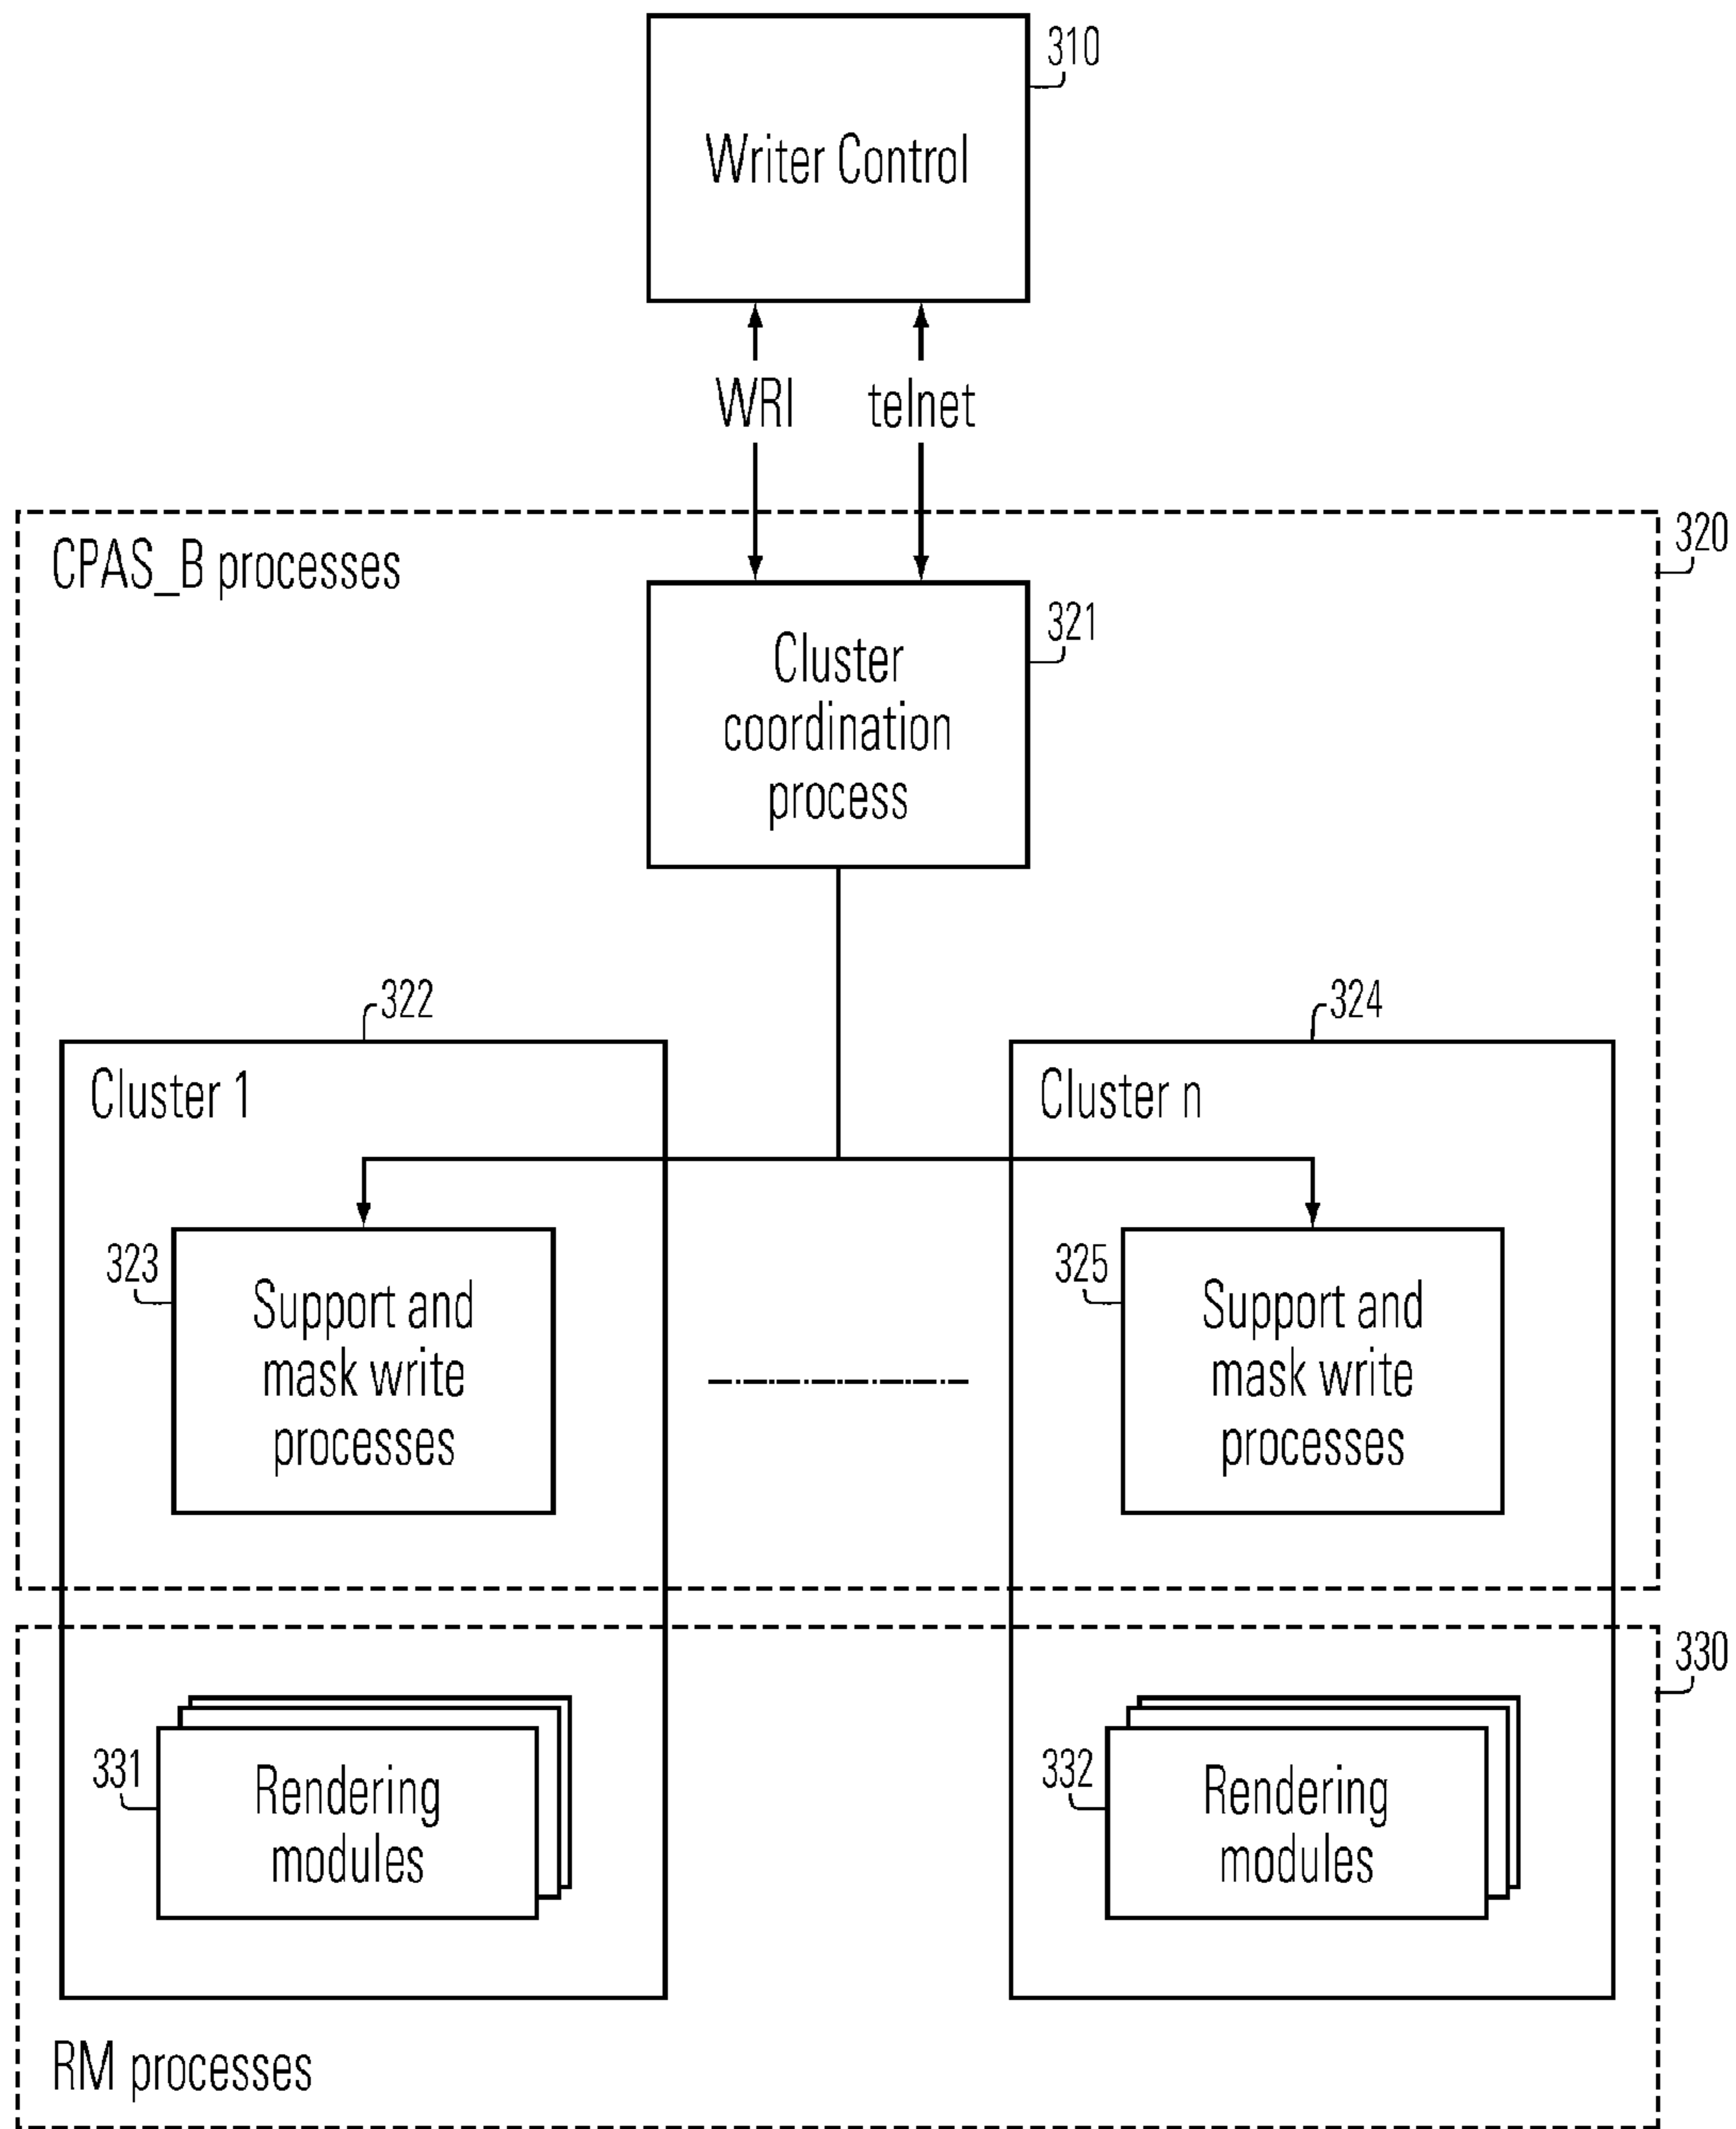 310
Writer Control
WRI telnet
320
CPAS_B processes
321
Cluster
coordination
process
322
324
Cluster 1
Cluster n
323
Support and
mask write
processes
325
Support and
mask write
processes
330
331
Rendering
modules
332
Rendering
modules
RM processes